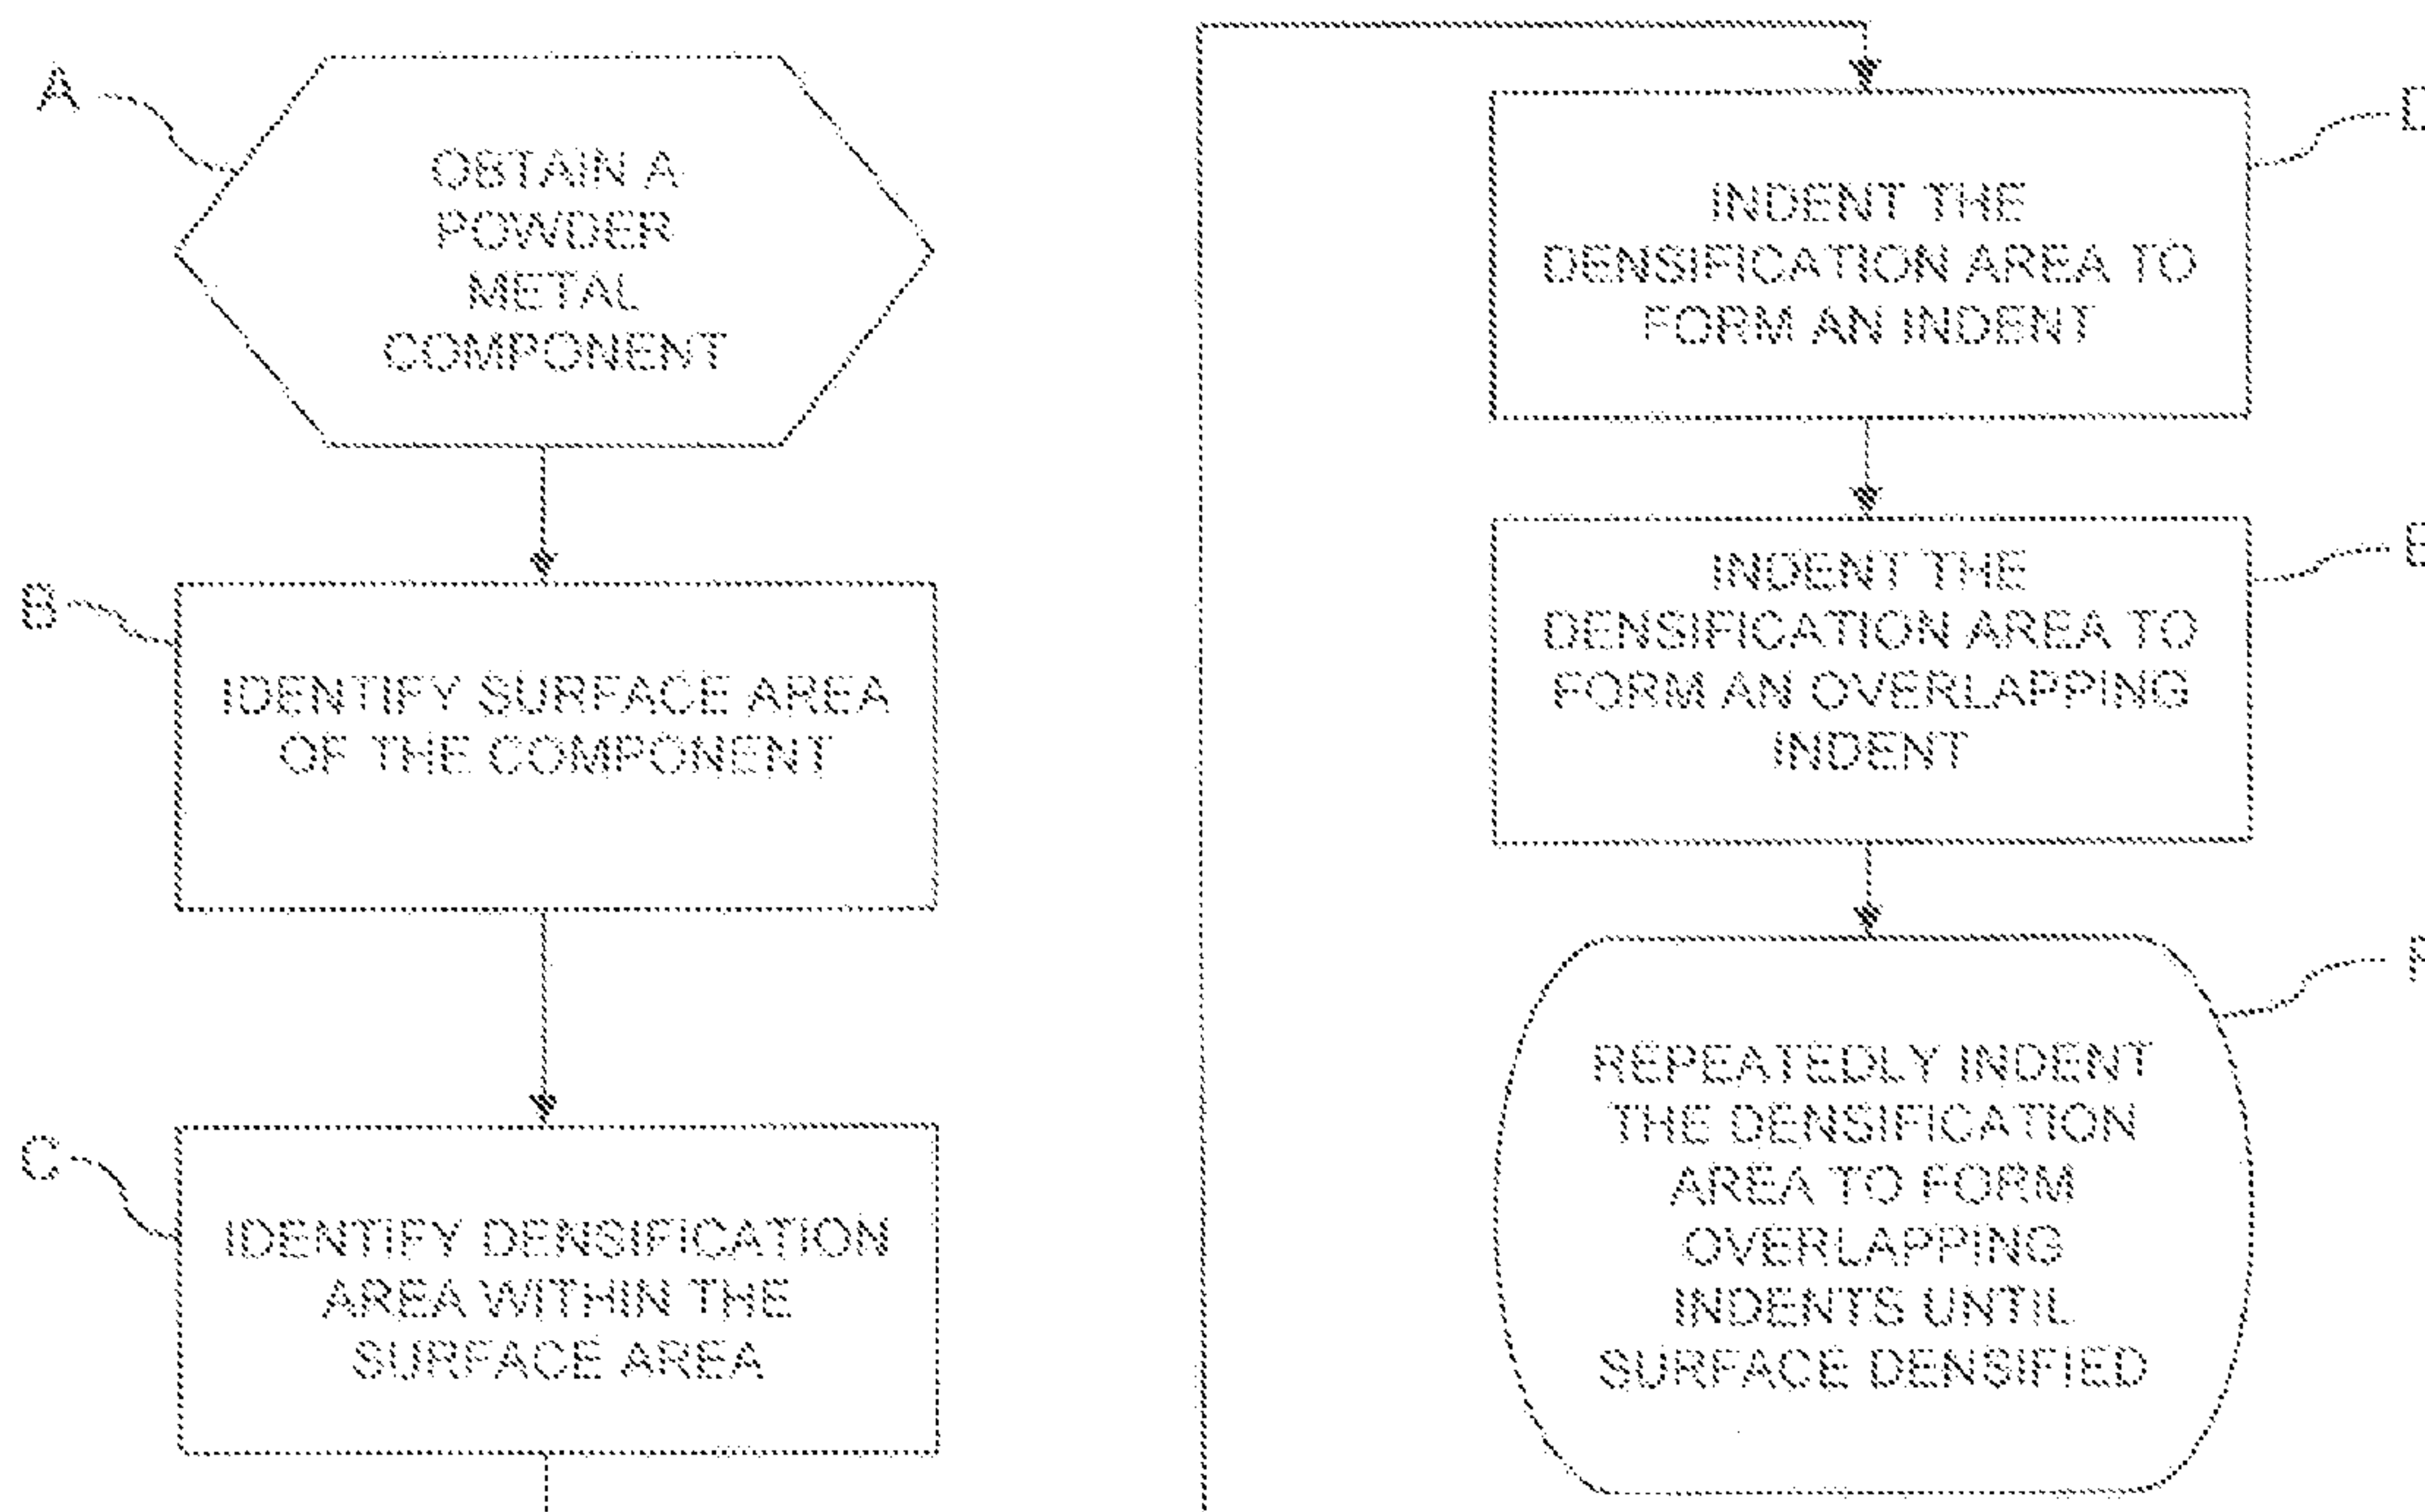 A
OBTAIN A
POWDER
METAL
COMPONENT
B
IDENTIFY SURFACE AREA
OF THE COMPONENT
C
IDENTIFY DENSIFICATION
AREA WITHIN THE
SURFACE AREA
INDENT THE
DENSIFICATION AREA TO
FORM AN INDENT
INDENT THE
DENSIFICATION AREA TO
FORM AN OVERLAPPING
INDENT
REPEATEDLY INDENT
THE DENSIFICATION
AREA TO FORM
OVERLAPPING
INDENTS UNTIL
SURFACE DENSIFIED